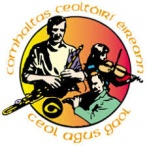 COMHALTAS CEOLTÓIRÍ ÉIREANN
CEOL AGUS GAOL